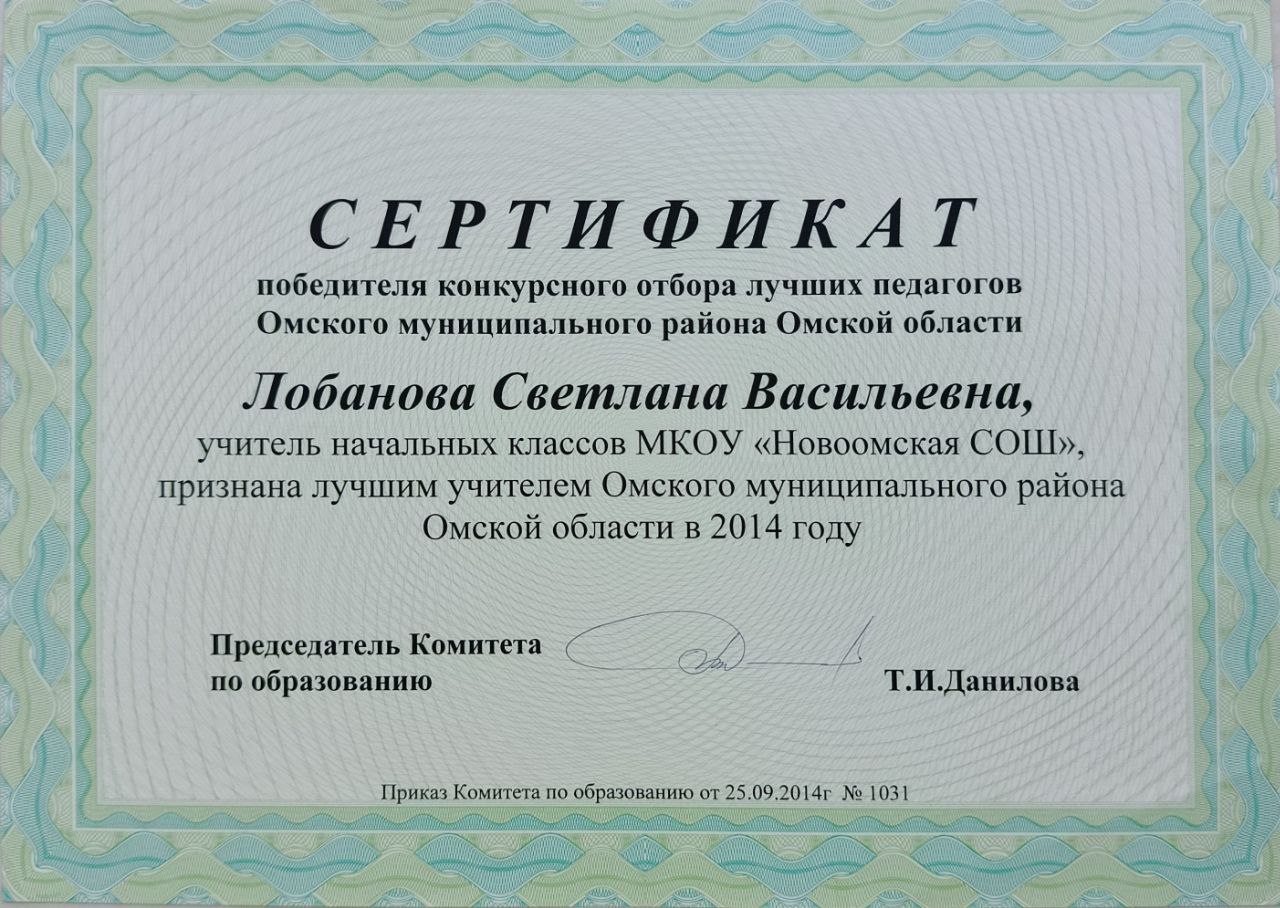 СЕРТИФИКАТ
победителя конкурсного отбора лучших педагогов
Омского муниципального района Омской области
Лобанова Светлана Васильевна,
учитель начальных классов МКОУ «Новоомская СОШ»,
признана лучшим учителем Омского муниципального района
Омской области в 2014 году
Председатель Комитета
по образованию
Т.И.Данилова
Приказ Комитета по образованию от 25.09.2014г № 1031